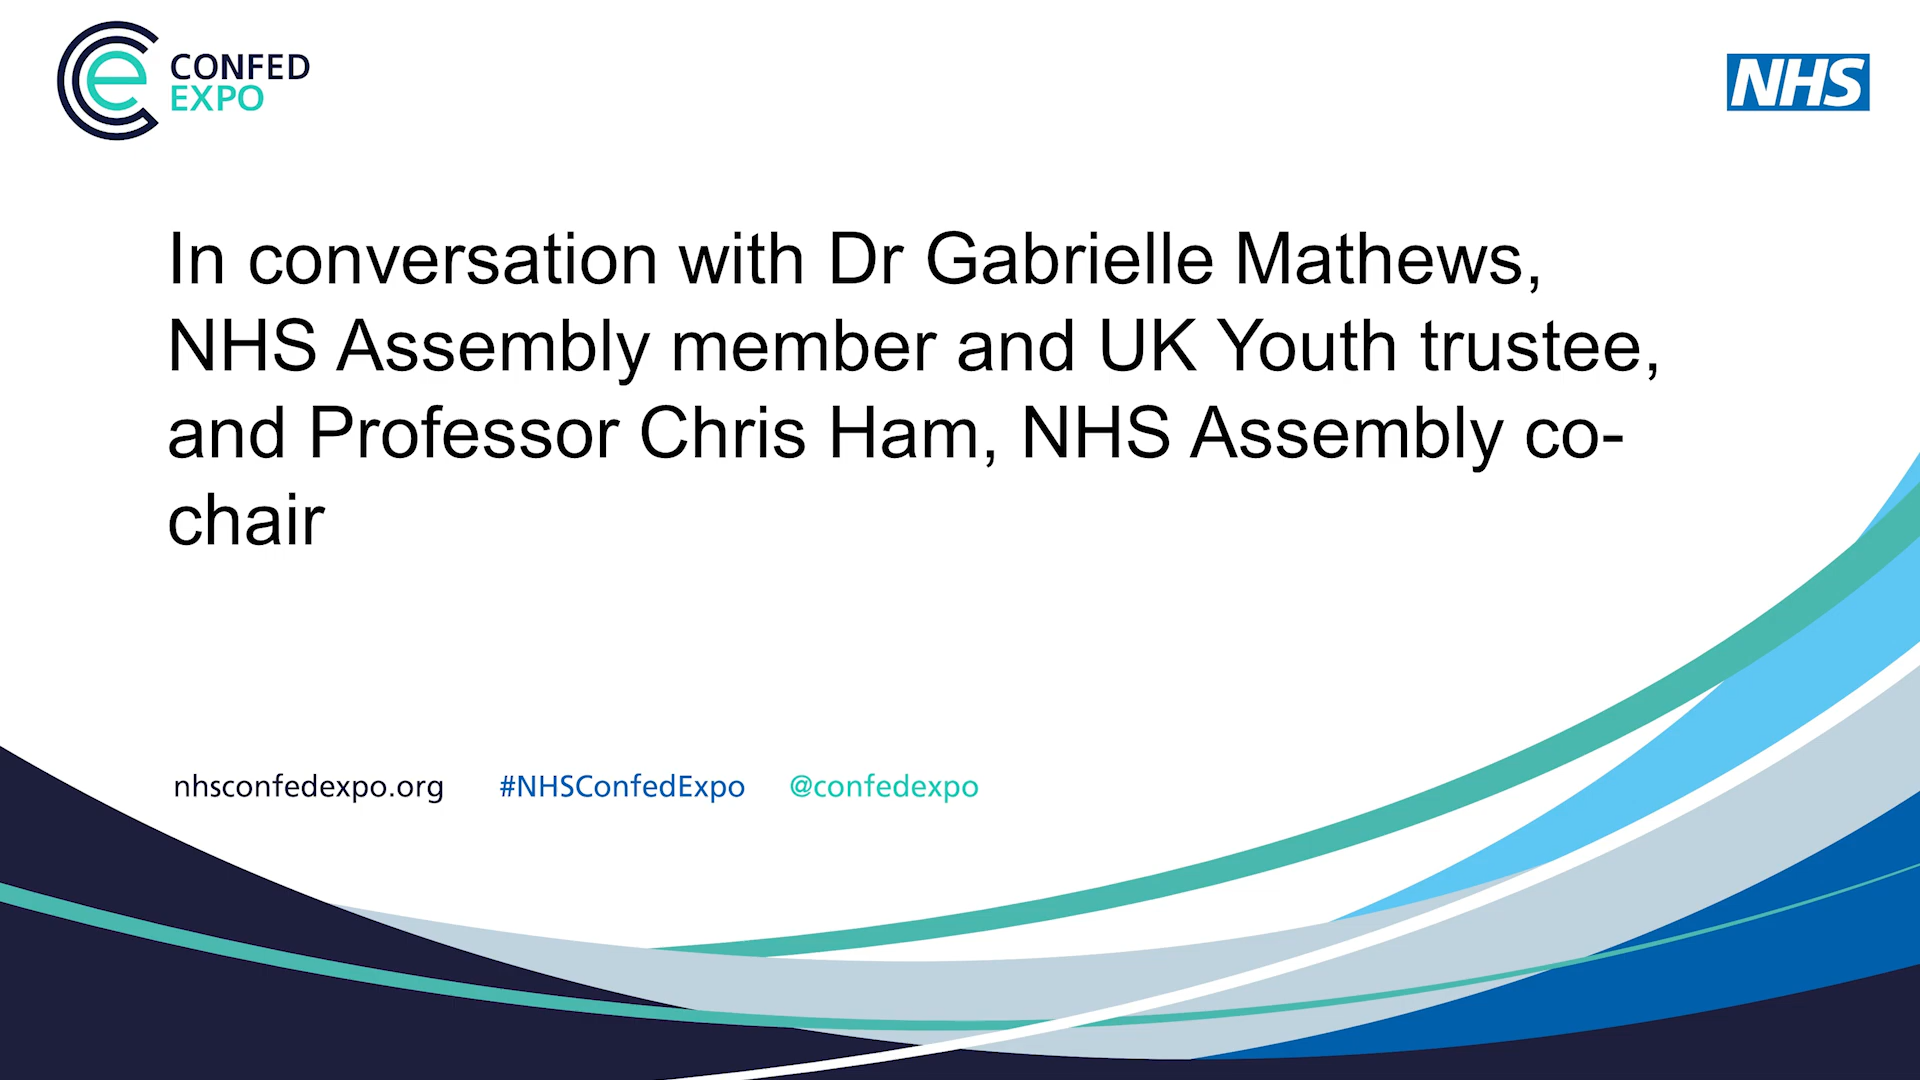 CONFED
EXPO
NHS
In conversation with Dr Gabrielle Mathews,
NHS Assembly member and UK Youth trustee,
and Professor Chris Ham, NHS Assembly co-
chair
nhsconfedexpo.org #NHSConfedExpo @confedexpo